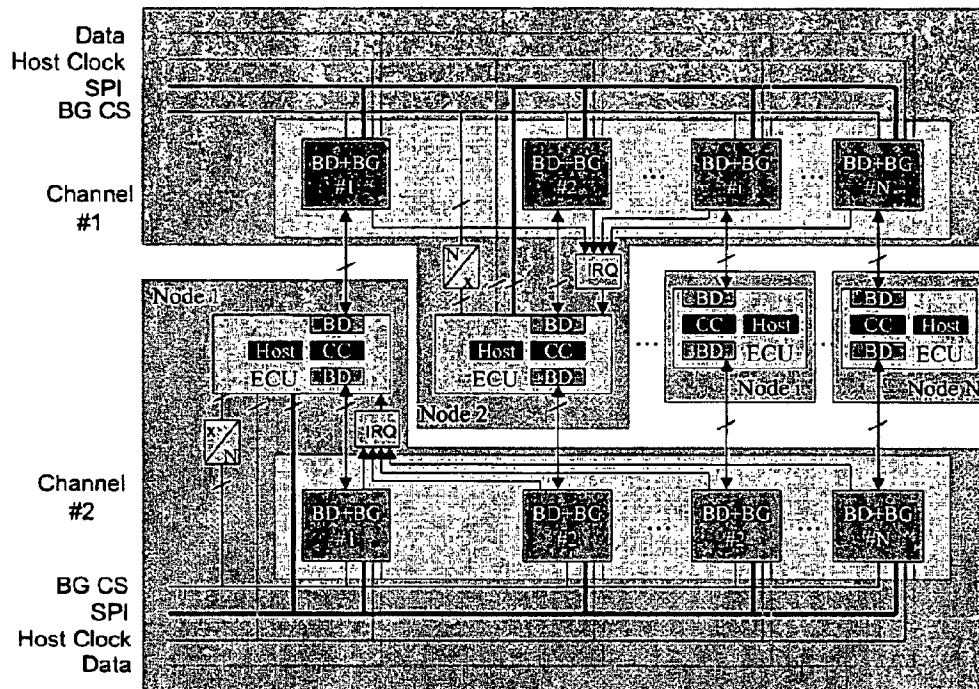 Data
Host Clock
SPI
BG CS
BD+BG #1
BD+BG #2
BD+BG #i
BD+BG #N
Channel #1
N
x
IRQ
Node 1
BD
Host CC
ECU BD
BD
Host CC
ECU BD
Node 2
BD
CC Host
BD ECU
Node i
BD
CC Host
BD ECU
Node N
x
N
IRQ
Channel #2
BD+BG #1
BD+BG #2
BD+BG #2
BD+BG #N
BG CS
SPI
Host Clock
Data